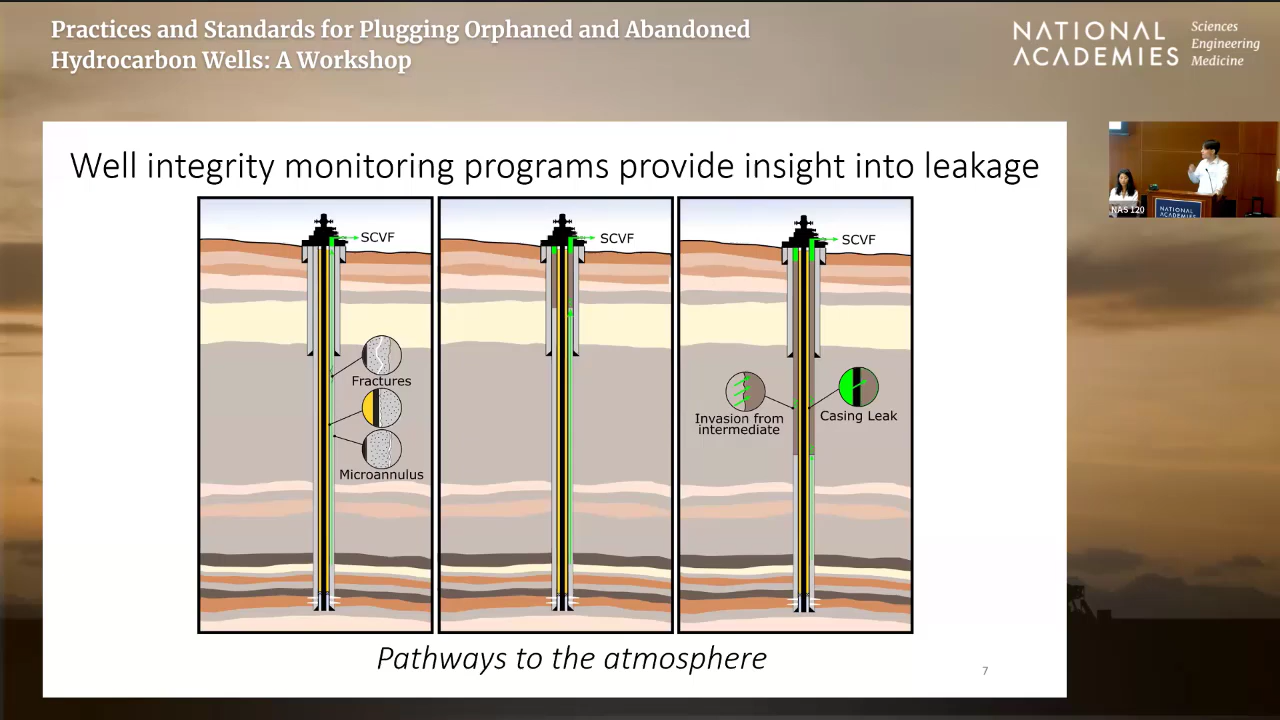 Practices and Standards for Plugging Orphaned and Abandoned
Hydrocarbon Wells: A Workshop
NATIONAL
ACADEMIES
Sciences
Engineering
Medicine
Well integrity monitoring programs provide insight into leakage
SCVF
Fractures
Microannulus
SCVF
SCVF
Invasion from
intermediate
Casing Leak
Pathways to the atmosphere
7
NAS 120
NATIONAL
ACADEMIES